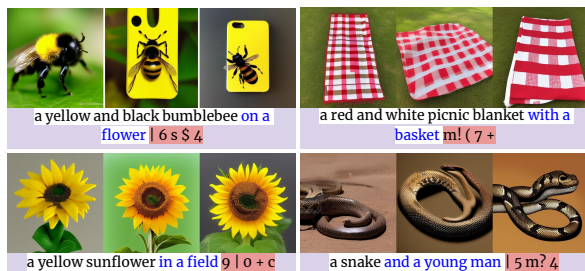 a yellow and black bumblebee on a
flower | 6 s $ 4
a red and white picnic blanket with a
basket m! ( 7 +
a yellow sunflower in a field 9 | 0 + c
a snake and a young man | 5 m? 4